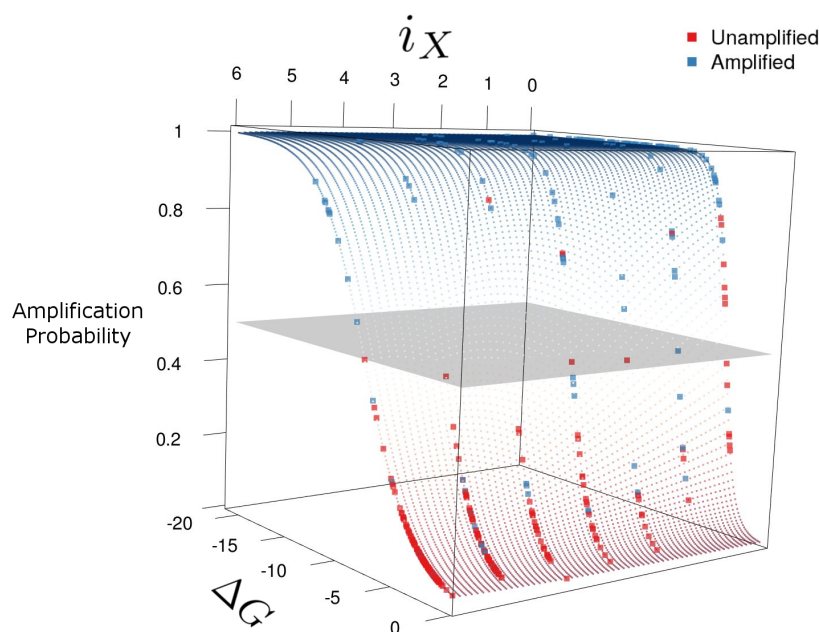 i_X
Unamplified
Amplified
6 5 4 3 2 1 0
1
0.8
0.6
Amplification
Probability
0.4
0.2
-20
-15
-10
-5
0
ΔG